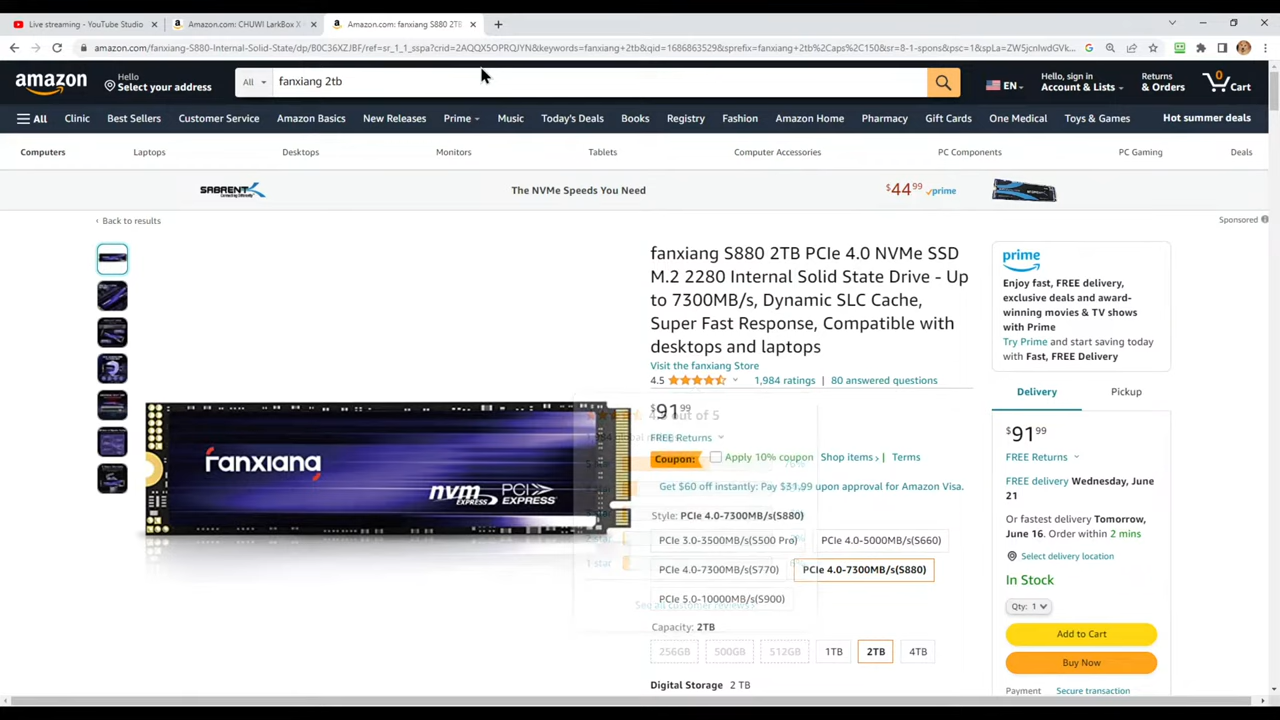 Live streaming - YouTube Studio
Amazon.com: CHUWI LarkBox X
Amazon.com: fanxiang S880 2TB
amazon.com/fanxiang-S880-Internal-Solid-State/dp/B0C36XZJBF/ref=sr_1_1_sspa?crid=2AQQX5OPRQJYN&keywords=fanxiang+2tb&qid=1686863529&sprefix=fanxiang+2tb%2Caps%2C150&sr=8-1-spons&psc=1&spLa=ZW5jcnlwdGVk...
amazon
Hello
Select your address
All
fanxiang 2tb
EN
Hello, sign in
Account & Lists
Returns
& Orders
0
Cart
All Clinic Best Sellers Customer Service Amazon Basics New Releases Prime Music Today's Deals Books Registry Fashion Amazon Home Pharmacy Gift Cards One Medical Toys & Games Hot summer deals
Computers Laptops Desktops Monitors Tablets Computer Accessories PC Components PC Gaming Deals
SABRENT
The NVMe Speeds You Need
$44.99 prime
‹ Back to results
Sponsored
fanxiang S880 2TB PCIe 4.0 NVMe SSD
M.2 2280 Internal Solid State Drive - Up
to 7300MB/s, Dynamic SLC Cache,
Super Fast Response, Compatible with
desktops and laptops
Visit the fanxiang Store
4.5 1,984 ratings | 80 answered questions
$91.99
out of 5
FREE Returns
Coupon: Apply 10% coupon Shop items › | Terms
Get $60 off instantly: Pay $31.99 upon approval for Amazon Visa.
Style: PCIe 4.0-7300MB/s(S880)
PCIe 3.0-3500MB/s(S500 Pro) PCIe 4.0-5000MB/s(S660)
1 star
PCIe 4.0-7300MB/s(S770) PCIe 4.0-7300MB/s(S880)
PCIe 5.0-10000MB/s(S900)
See all customer reviews ›
Capacity: 2TB
256GB 500GB 512GB 1TB 2TB 4TB
Digital Storage 2 TB
fanxiang
nvm EXPRESS
PCI EXPRESS
prime
Enjoy fast, FREE delivery,
exclusive deals and award-
winning movies & TV shows
with Prime
Try Prime and start saving today
with Fast, FREE Delivery
Delivery Pickup
$91.99
FREE Returns
FREE delivery Wednesday, June
21
Or fastest delivery Tomorrow,
June 16. Order within 2 mins
Select delivery location
In Stock
Qty: 1
Add to Cart
Buy Now
Payment Secure transaction